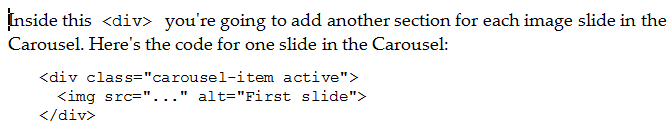 Inside this <div> you're going to add another section for each image slide in the
Carousel. Here's the code for one slide in the Carousel:
<div class="carousel-item active">
<img src="..." alt="First slide">
</div>